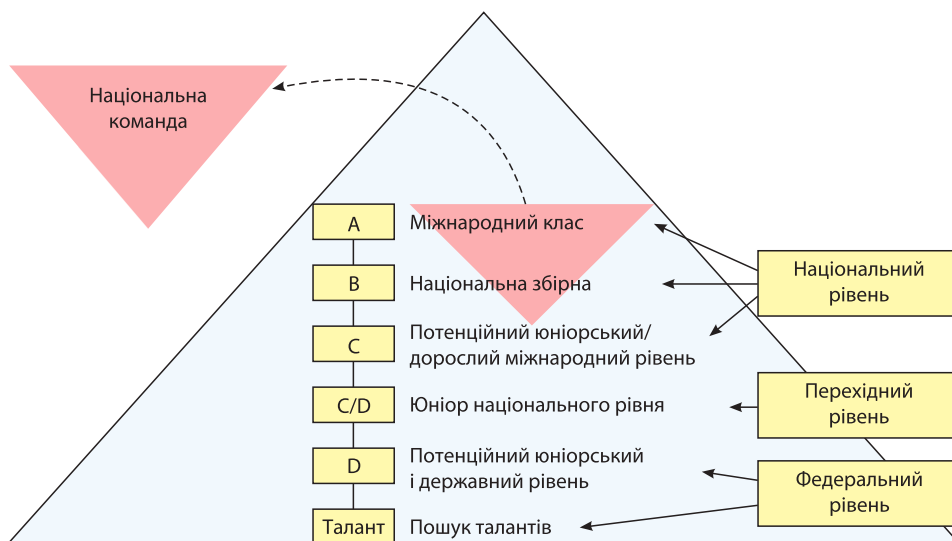 Національна
команда
A
Міжнародний клас
B
Національна збірна
Національний
рівень
C
Потенційний юніорський/
дорослий міжнародний рівень
C/D
Юніор національного рівня
Перехідний
рівень
D
Потенційний юніорський
і державний рівень
Федеральний
рівень
Талант
Пошук талантів